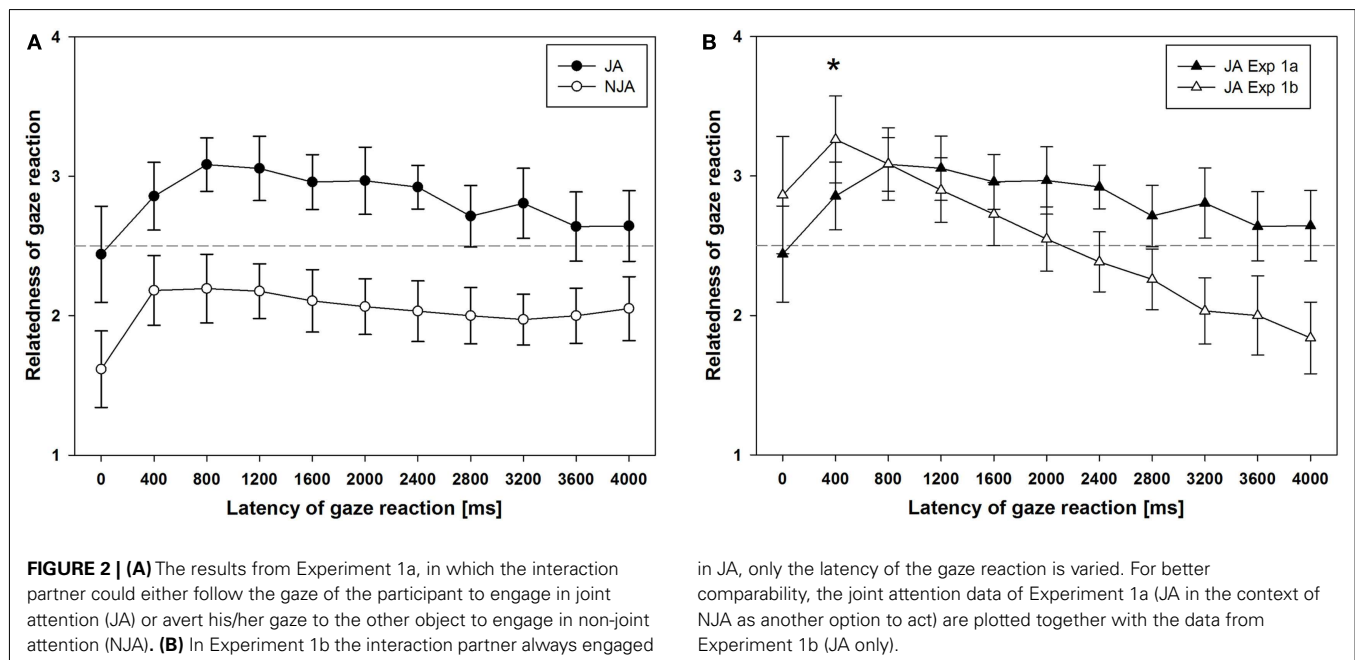 A
4
3
2
1
Relatedness of gaze reaction
JA
NJA
0 400 800 1200 1600 2000 2400 2800 3200 3600 4000
Latency of gaze reaction [ms]
B
4
3
2
1
Relatedness of gaze reaction
*
JA Exp 1a
JA Exp 1b
0 400 800 1200 1600 2000 2400 2800 3200 3600 4000
Latency of gaze reaction [ms]
FIGURE 2 | (A) The results from Experiment 1a, in which the interaction
partner could either follow the gaze of the participant to engage in joint
attention (JA) or avert his/her gaze to the other object to engage in non-joint
attention (NJA). (B) In Experiment 1b the interaction partner always engaged
in JA, only the latency of the gaze reaction is varied. For better
comparability, the joint attention data of Experiment 1a (JA in the context of
NJA as another option to act) are plotted together with the data from
Experiment 1b (JA only).